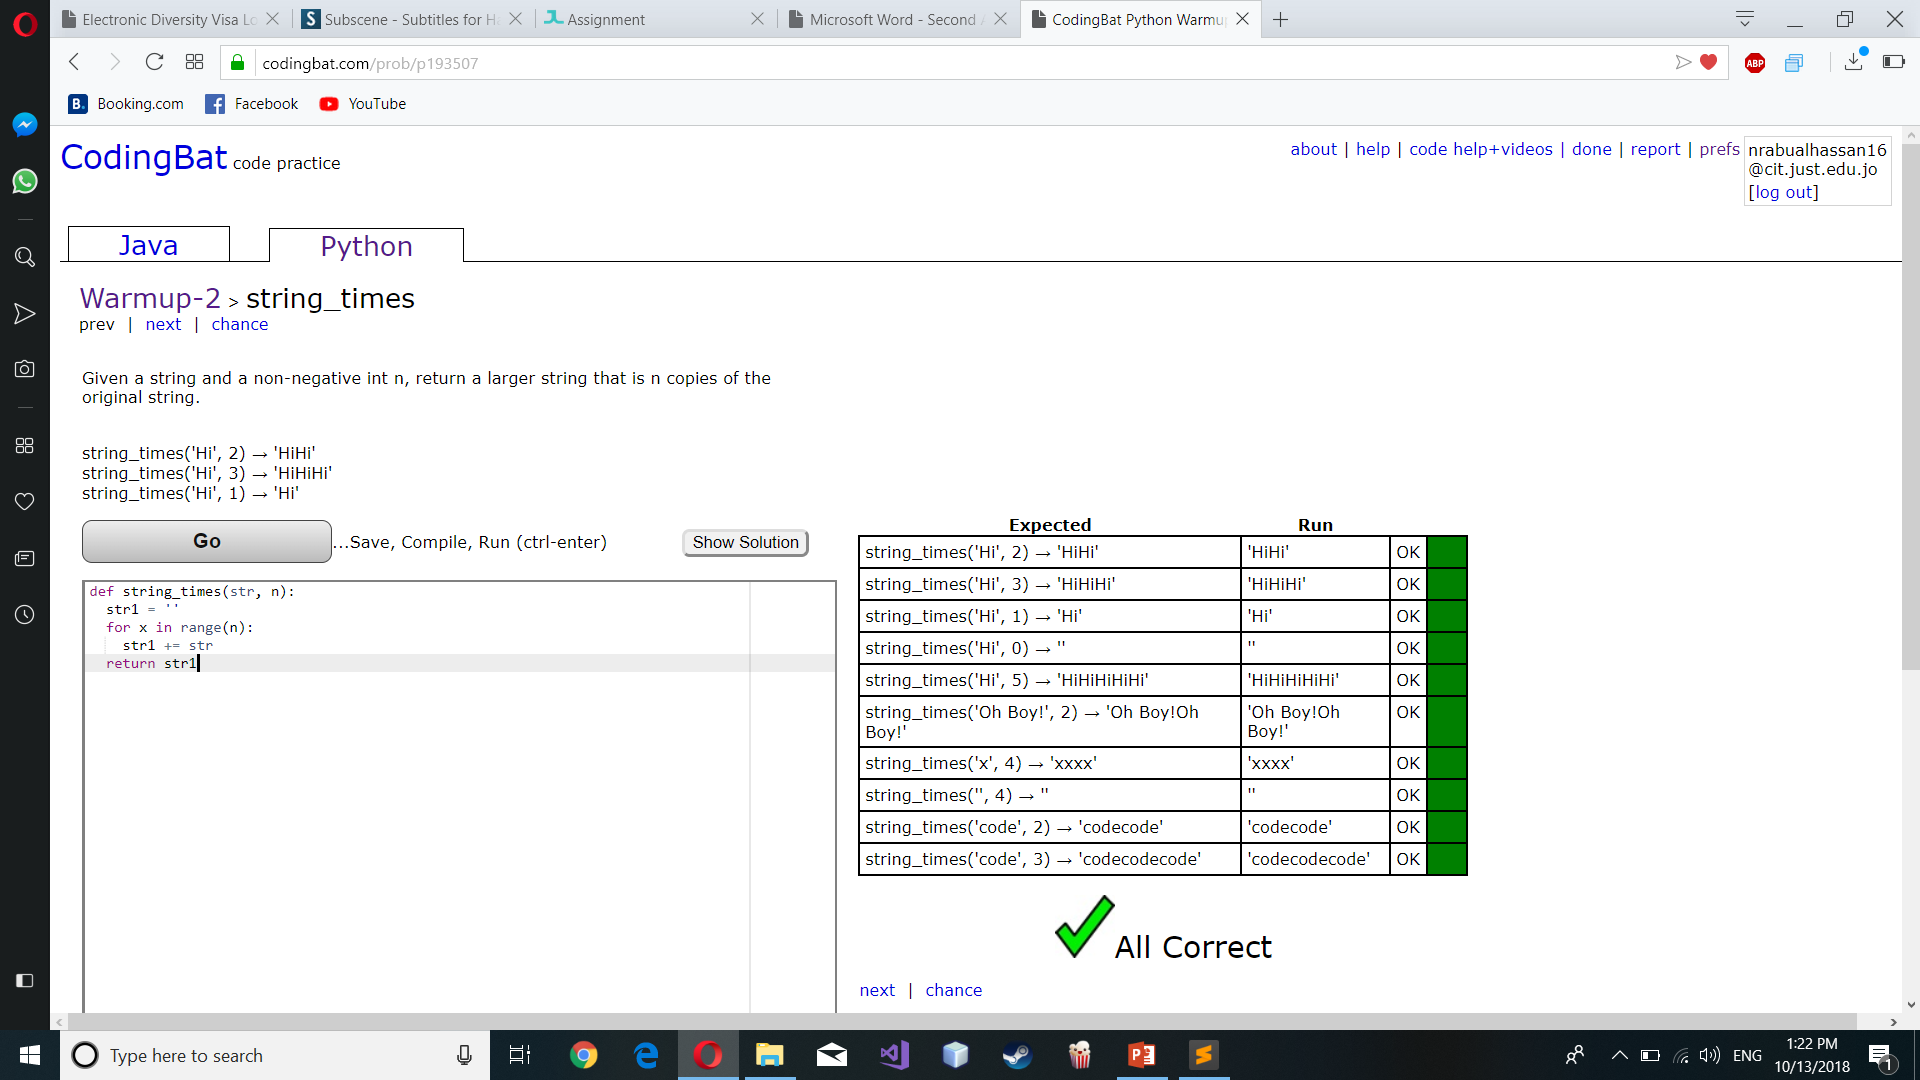 Electronic Diversity Visa Lo
Subscene - Subtitles for H
Assignment
Microsoft Word - Second
CodingBat Python Warmu
codingbat.com/prob/p193507
ABP
B. Booking.com
Facebook
YouTube
CodingBat code practice
about | help | code help+videos | done | report | prefs
nrabualhassan16
@cit.just.edu.jo
[log out]
Java
Python
Warmup-2 > string_times
prev | next | chance
Given a string and a non-negative int n, return a larger string that is n copies of the
original string.
string_times('Hi', 2) → 'HiHi'
string_times('Hi', 3) → 'HiHiHi'
string_times('Hi', 1) → 'Hi'
Go
...Save, Compile, Run (ctrl-enter)
Show Solution
def string_times(str, n):
  str1 = ''
  for x in range(n):
    str1 += str
  return str1
Expected Run
string_times('Hi', 2) → 'HiHi' 'HiHi' OK
string_times('Hi', 3) → 'HiHiHi' 'HiHiHi' OK
string_times('Hi', 1) → 'Hi' 'Hi' OK
string_times('Hi', 0) → '' '' OK
string_times('Hi', 5) → 'HiHiHiHiHi' 'HiHiHiHiHi' OK
string_times('Oh Boy!', 2) → 'Oh Boy!Oh 'Oh Boy!Oh OK
Boy!' Boy!'
string_times('x', 4) → 'xxxx' 'xxxx' OK
string_times('', 4) → '' '' OK
string_times('code', 2) → 'codecode' 'codecode' OK
string_times('code', 3) → 'codecodecode' 'codecodecode' OK
All Correct
next | chance
Type here to search
ENG
1:22 PM
10/13/2018
1